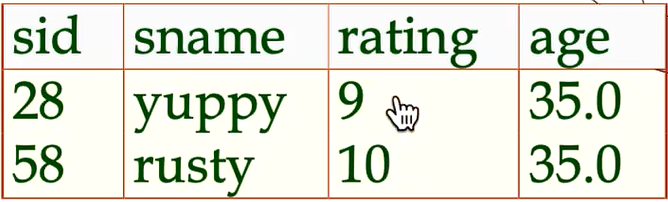 sid sname rating age
28 yuppy 9 35.0
58 rusty 10 35.0